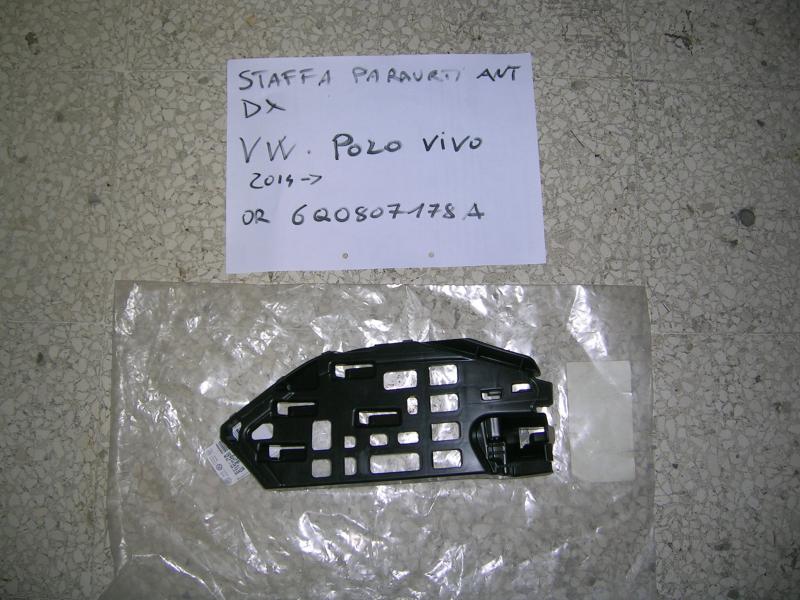 STAFFA PARAURTI ANT
DX
VW. POLO VIVO
2014->
OR 6Q0807178A